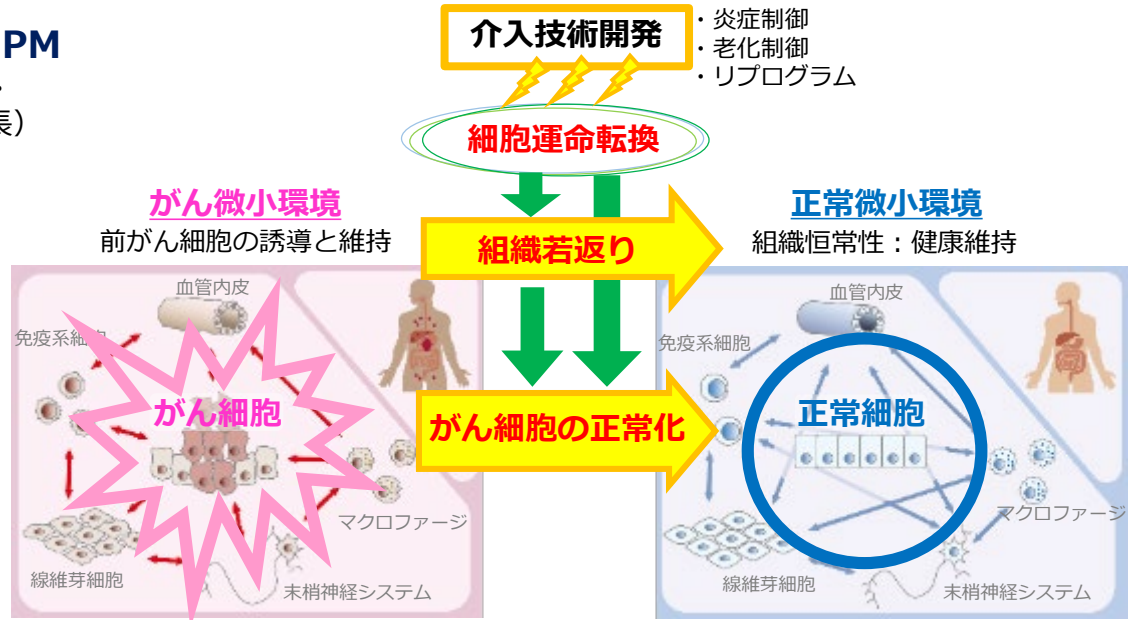 PM
長）
介入技術開発
・炎症制御
・老化制御
・リプログラム
細胞運命転換
がん微小環境
前がん細胞の誘導と維持
組織若返り
正常微小環境
組織恒常性：健康維持
血管内皮
免疫系細胞
がん細胞
マクロファージ
線維芽細胞
末梢神経システム
がん細胞の正常化
血管内皮
免疫系細胞
正常細胞
マクロファージ
線維芽細胞
末梢神経システム